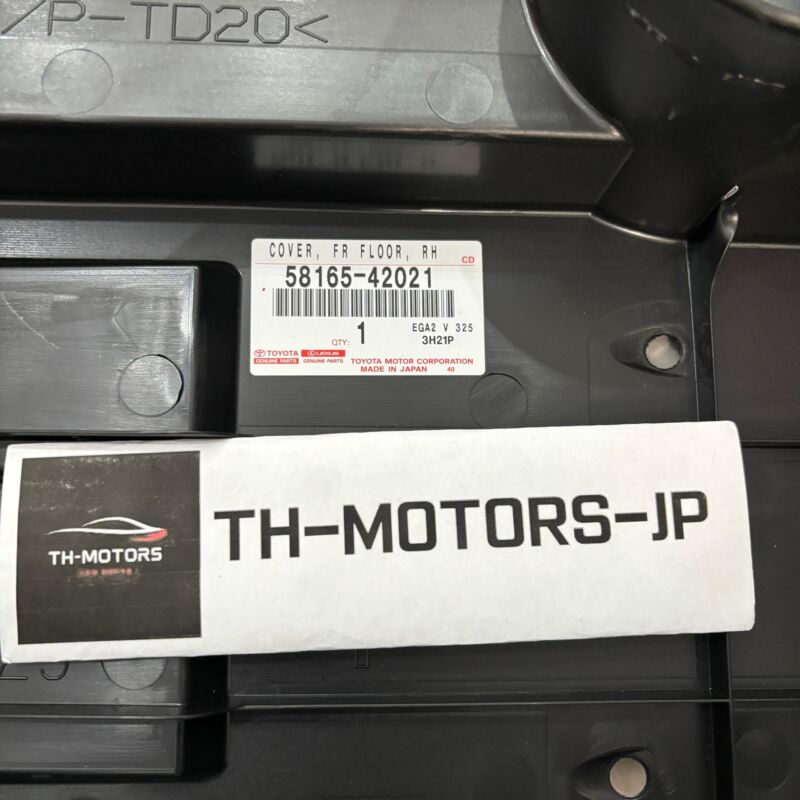 /P-TD20<
COVER, FR FLOOR, RH
CD
58165-42021
QTY: 1
EGA2 V 325
3H21P
TOYOTA
GENUINE PARTS
LEXUS
GENUINE PARTS
TOYOTA MOTOR CORPORATION
MADE IN JAPAN 40
TH-MOTORS
TH-MOTORS-JP